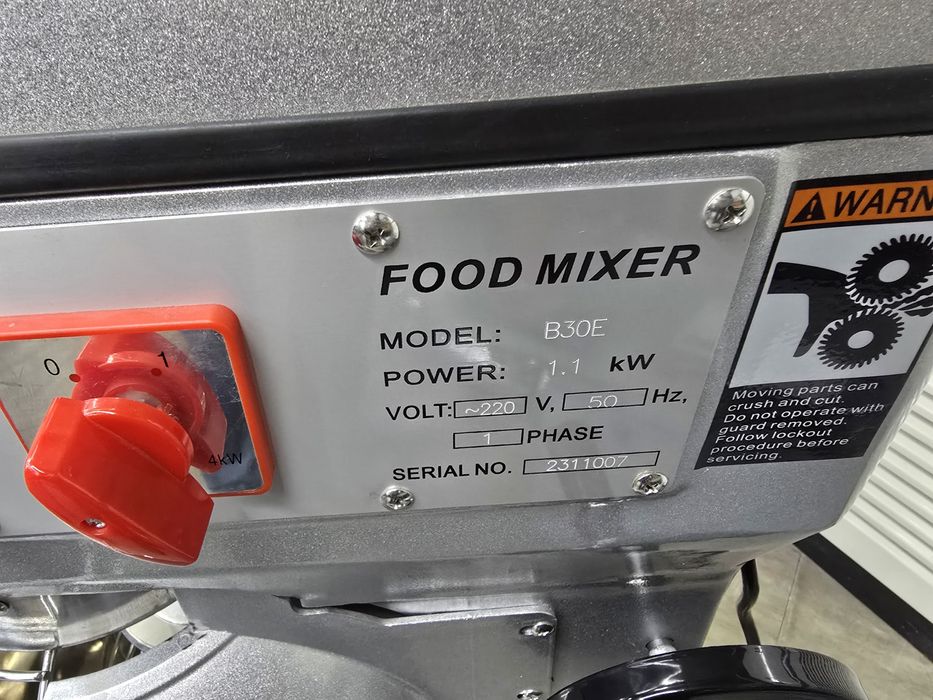 FOOD MIXER
MODEL: B30E
POWER: 1.1 kW
VOLT: ~220 V, 50 Hz,
1 PHASE
SERIAL NO. 2311007
0 1
4kW
Moving parts can
crush and cut.
Do not operate with
guard removed.
Follow lockout
procedure before
servicing.